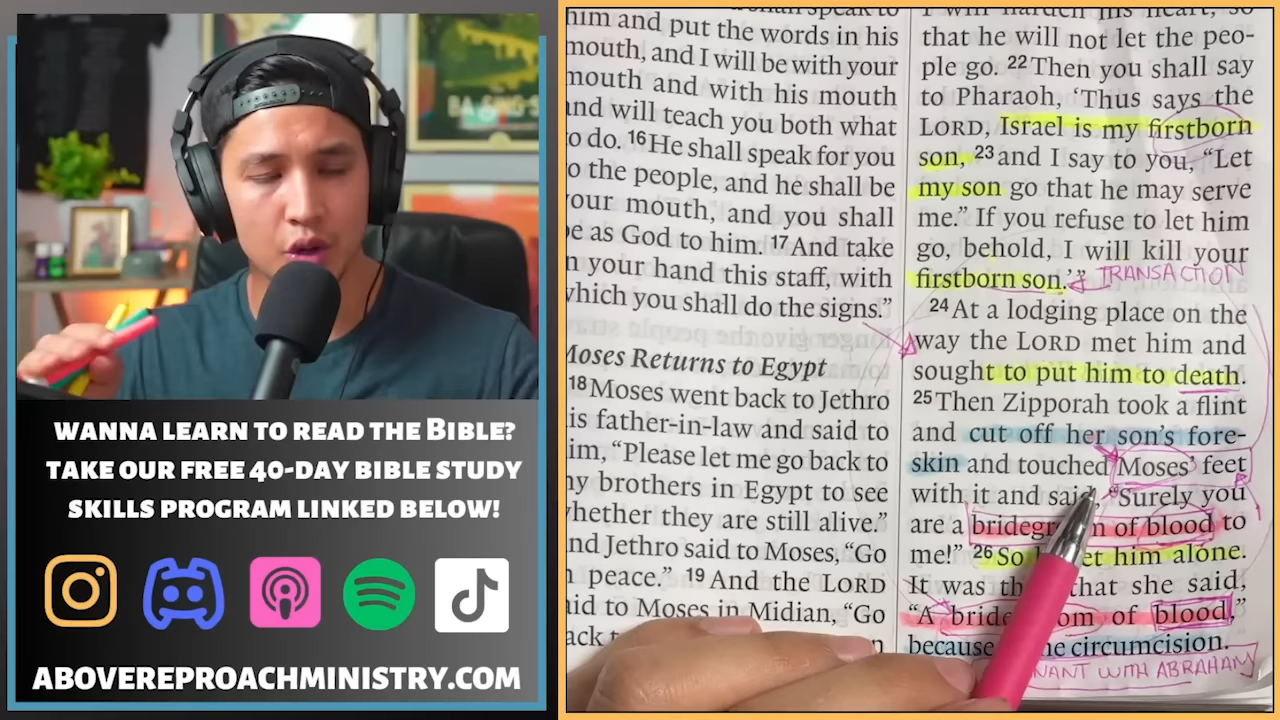 WANNA LEARN TO READ THE BIBLE?
TAKE OUR FREE 40-DAY BIBLE STUDY
SKILLS PROGRAM LINKED BELOW!
ABOVEREPROACHMINISTRY.COM
him and put the words in his
mouth, and I will be with your
mouth and with his mouth
and will teach you both what
to do. 16 He shall speak for you
to the people, and he shall be
your mouth, and you shall
be as God to him. 17 And take
in your hand this staff, with
which you shall do the signs.”
Moses Returns to Egypt
18 Moses went back to Jethro
his father-in-law and said to
him, “Please let me go back to
my brothers in Egypt to see
whether they are still alive.”
And Jethro said to Moses, “Go
in peace.” 19 And the LORD
said to Moses in Midian, “Go
I will harden his heart, so
that he will not let the peo-
ple go. 22 Then you shall say
to Pharaoh, ‘Thus says the
LORD, Israel is my firstborn
son, 23 and I say to you, “Let
my son go that he may serve
me.” If you refuse to let him
go, behold, I will kill your
firstborn son.’” TRANSACTION
24 At a lodging place on the
way the LORD met him and
sought to put him to death.
25 Then Zipporah took a flint
and cut off her son’s fore-
skin and touched Moses’ feet
with it and said, “Surely you
are a bridegroom of blood to
me!” 26 So let him alone.
It was that she said,
“A of blood,”
because circumcision.
WITH ABRAHAM